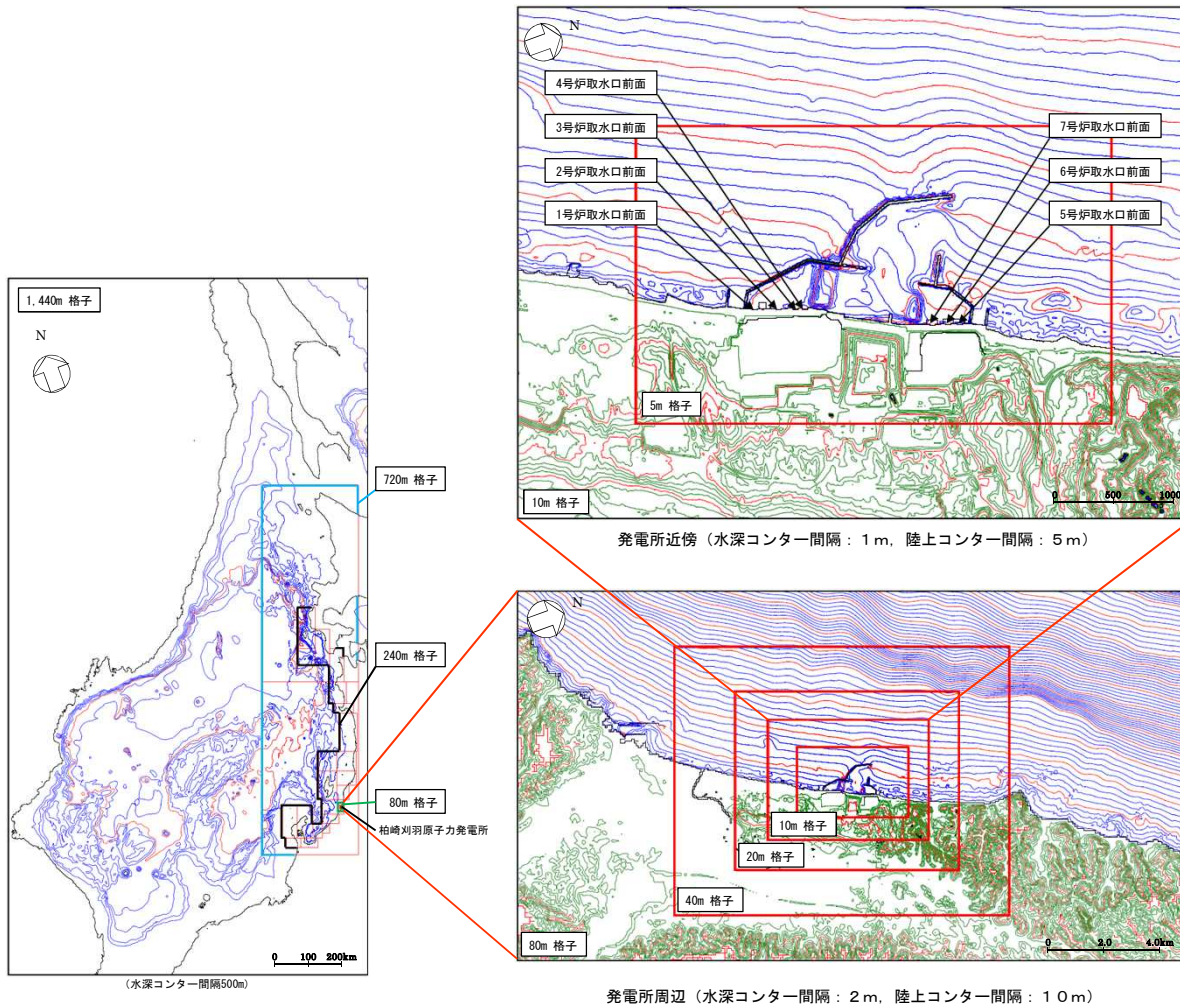 1,440m 格子
N
720m 格子
240m 格子
80m 格子
柏崎刈羽原子力発電所
0 100 200km
(水深コンター間隔500m)
N
4号炉取水口前面
3号炉取水口前面
2号炉取水口前面
1号炉取水口前面
7号炉取水口前面
6号炉取水口前面
5号炉取水口前面
5m 格子
10m 格子
0 500 1000
発電所近傍（水深コンター間隔：1m，陸上コンター間隔：5m）
N
10m 格子
20m 格子
40m 格子
80m 格子
0 2.0 4.0km
発電所周辺（水深コンター間隔：2m，陸上コンター間隔：10m）